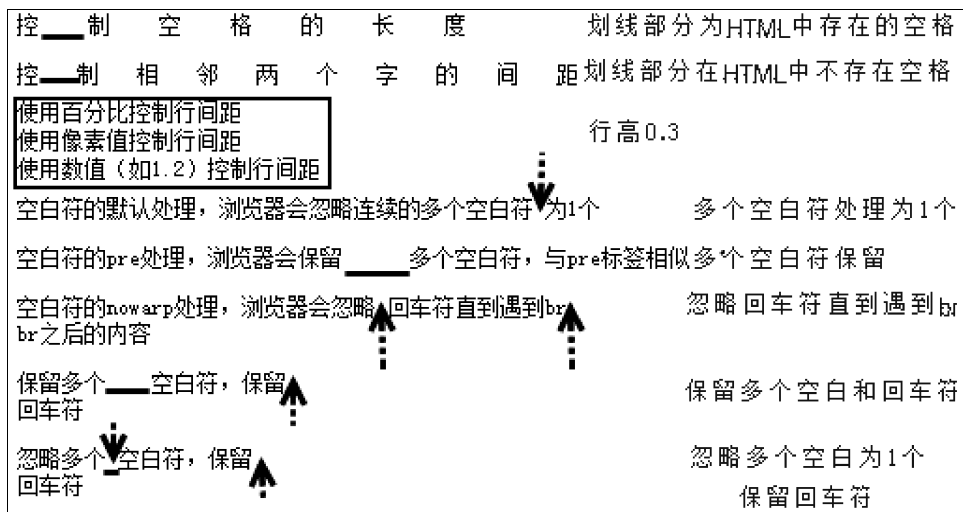 控 制 空 格 的 长 度 划线部分为HTML中存在的空格
控 制 相 邻 两 个 字 的 间 距 划线部分在HTML中不存在空格
使用百分比控制行间距
使用像素值控制行间距
使用数值（如1.2）控制行间距
行高0.3
空白符的默认处理，浏览器会忽略连续的多个空白符 为1个 多个空白符处理为1个
空白符的pre处理，浏览器会保留 多个空白符，与pre标签相似 多个空白符保留
空白符的nowarp处理，浏览器会忽略 回车符直到遇到br 忽略回车符直到遇到br
br之后的内容
保留多个 空白符，保留 保留多个空白和回车符
回车符
忽略多个 空白符，保留 忽略多个空白为1个
回车符 保留回车符